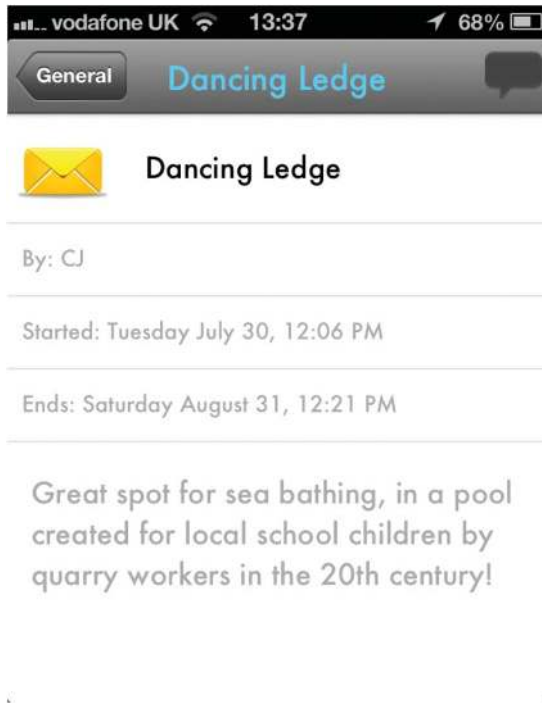 vodafone UK 13:37 68%
General Dancing Ledge
Dancing Ledge
By: CJ
Started: Tuesday July 30, 12:06 PM
Ends: Saturday August 31, 12:21 PM
Great spot for sea bathing, in a pool
created for local school children by
quarry workers in the 20th century!